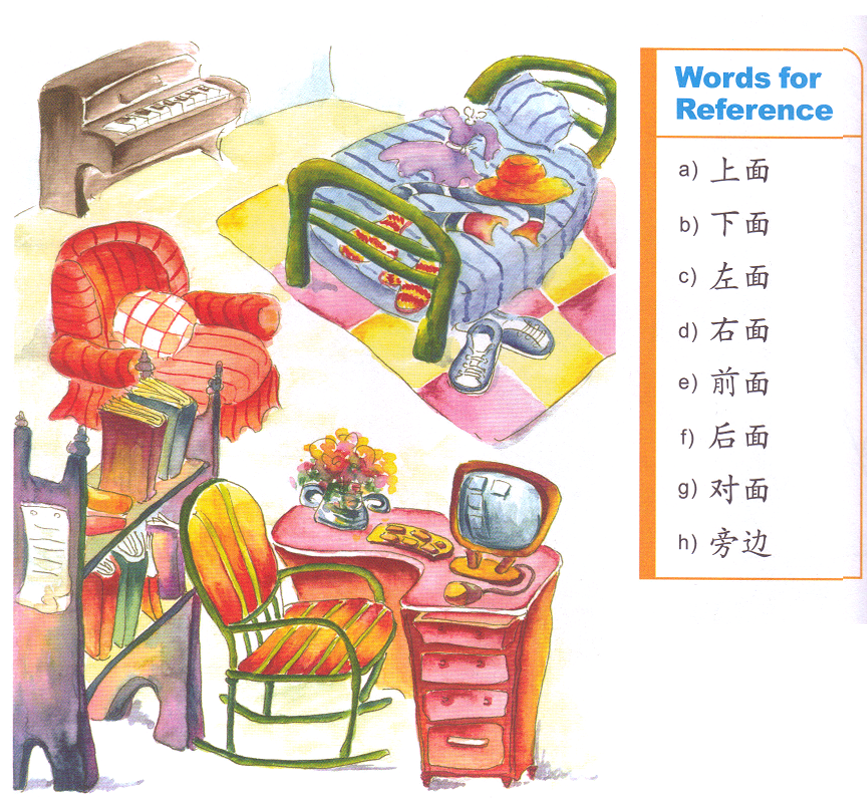 Words for
Reference
a) 上面
b) 下面
c) 左面
d) 右面
e) 前面
f) 后面
g) 对面
h) 旁边